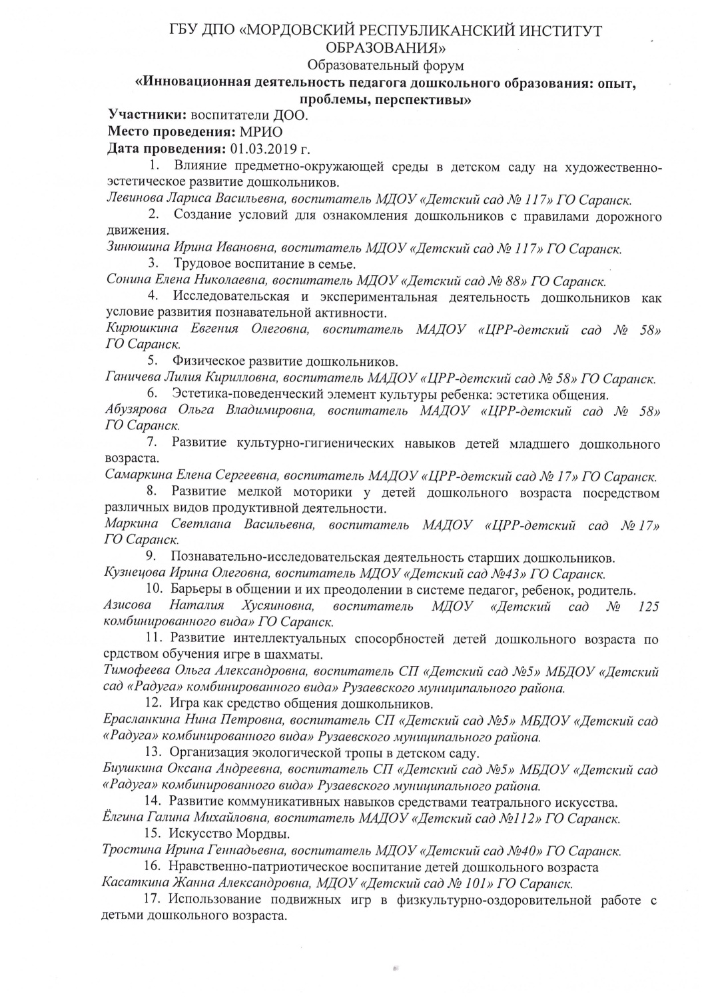 ГБУ ДПО «МОРДОВСКИЙ РЕСПУБЛИКАНСКИЙ ИНСТИТУТ
ОБРАЗОВАНИЯ»
Образовательный форум
«Инновационная деятельность педагога дошкольного образования: опыт,
проблемы, перспективы»
Участники: воспитатели ДОО.
Место проведения: МРИО
Дата проведения: 01.03.2019 г.
1. Влияние предметно-окружающей среды в детском саду на художественно-
эстетическое развитие дошкольников.
Левинова Лариса Васильевна, воспитатель МДОУ «Детский сад № 117» ГО Саранск.
2. Создание условий для ознакомления дошкольников с правилами дорожного
движения.
Зинюшина Ирина Ивановна, воспитатель МДОУ «Детский сад № 117» ГО Саранск.
3. Трудовое воспитание в семье.
Сонина Елена Николаевна, воспитатель МДОУ «Детский сад № 88» ГО Саранск.
4. Исследовательская и экспериментальная деятельность дошкольников как
условие развития познавательной активности.
Кирюшкина Евгения Олеговна, воспитатель МАДОУ «ЦРР-детский сад № 58»
ГО Саранск.
5. Физическое развитие дошкольников.
Ганичева Лилия Кирилловна, воспитатель МАДОУ «ЦРР-детский сад № 58» ГО Саранск.
6. Эстетика-поведенческий элемент культуры ребенка: эстетика общения.
Абузярова Ольга Владимировна, воспитатель МАДОУ «ЦРР-детский сад № 58»
ГО Саранск.
7. Развитие культурно-гигиенических навыков детей младшего дошкольного
возраста.
Самаркина Елена Сергеевна, воспитатель МАДОУ «ЦРР-детский сад № 17» ГО Саранск.
8. Развитие мелкой моторики у детей дошкольного возраста посредством
различных видов продуктивной деятельности.
Маркина Светлана Васильевна, воспитатель МАДОУ «ЦРР-детский сад № 17»
ГО Саранск.
9. Познавательно-исследовательская деятельность старших дошкольников.
Кузнецова Ирина Олеговна, воспитатель МДОУ «Детский сад №43» ГО Саранск.
10. Барьеры в общении и их преодолении в системе педагог, ребенок, родитель.
Азисова Наталия Хусяиновна, воспитатель МДОУ «Детский сад № 125
комбинированного вида» ГО Саранск.
11. Развитие интеллектуальных спосорбностей детей дошкольного возраста по
срдством обучения игре в шахматы.
Тимофеева Ольга Александровна, воспитатель СП «Детский сад №5» МБДОУ «Детский
сад «Радуга» комбинированного вида» Рузаевского муниципального района.
12. Игра как средство общения дошкольников.
Ерасланкина Нина Петровна, воспитатель СП «Детский сад №5» МБДОУ «Детский сад
«Радуга» комбинированного вида» Рузаевского муниципального района.
13. Организация экологической тропы в детском саду.
Биушкина Оксана Андреевна, воспитатель СП «Детский сад №5» МБДОУ «Детский сад
«Радуга» комбинированного вида» Рузаевского муниципального района.
14. Развитие коммуникативных навыков средствами театрального искусства.
Ёлгина Галина Михайловна, воспитатель МАДОУ «Детский сад №112» ГО Саранск.
15. Искусство Мордвы.
Тростина Ирина Геннадьевна, воспитатель МДОУ «Детский сад №40» ГО Саранск.
16. Нравственно-патриотическое воспитание детей дошкольного возраста
Касаткина Жанна Александровна, МДОУ «Детский сад № 101» ГО Саранск.
17. Использование подвижных игр в физкультурно-оздоровительной работе с
детьми дошкольного возраста.